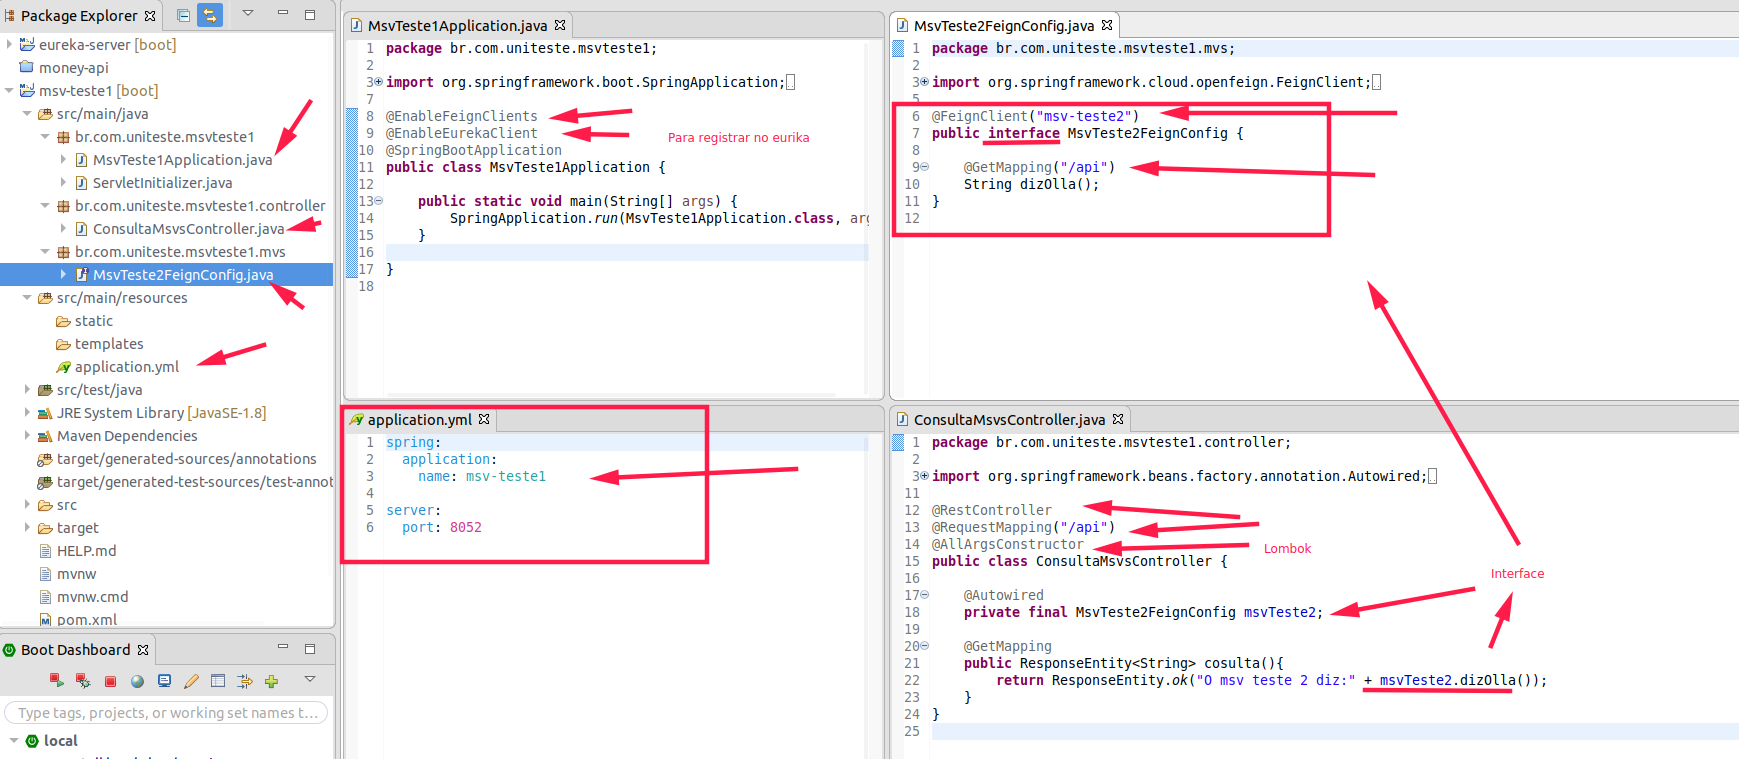 Package Explorer
eureka-server [boot]
money-api
msv-teste1 [boot]
src/main/java
br.com.uniteste.msvteste1
MsvTeste1Application.java
ServletInitializer.java
br.com.uniteste.msvteste1.controller
ConsultaMsvsController.java
br.com.uniteste.msvteste1.mvs
MsvTeste2FeignConfig.java
src/main/resources
static
templates
application.yml
src/test/java
JRE System Library [JavaSE-1.8]
Maven Dependencies
target/generated-sources/annotations
target/generated-test-sources/test-annot
src
target
HELP.md
mvnw
mvnw.cmd
pom.xml
Boot Dashboard
Type tags, projects, or working set names t...
local
MsvTeste1Application.java
1 package br.com.uniteste.msvteste1;
2
3 import org.springframework.boot.SpringApplication;
7
8 @EnableFeignClients
9 @EnableEurekaClient
Para registrar no eurika
10 @SpringBootApplication
11 public class MsvTeste1Application {
12
13 public static void main(String[] args) {
14 SpringApplication.run(MsvTeste1Application.class, arg
15 }
16
17 }
18
MsvTeste2FeignConfig.java
1 package br.com.uniteste.msvteste1.mvs;
2
3 import org.springframework.cloud.openfeign.FeignClient;
5
6 @FeignClient("msv-teste2")
7 public interface MsvTeste2FeignConfig {
8
9 @GetMapping("/api")
10 String dizOlla();
11 }
12
application.yml
1 spring:
2 application:
3 name: msv-teste1
4
5 server:
6 port: 8052
ConsultaMsvsController.java
1 package br.com.uniteste.msvteste1.controller;
2
3 import org.springframework.beans.factory.annotation.Autowired;
11
12 @RestController
13 @RequestMapping("/api")
14 @AllArgsConstructor
Lombok
15 public class ConsultaMsvsController {
16
Interface
17 @Autowired
18 private final MsvTeste2FeignConfig msvTeste2;
19
20 @GetMapping
21 public ResponseEntity<String> cosulta(){
22 return ResponseEntity.ok("O msv teste 2 diz:" + msvTeste2.dizOlla());
23 }
24 }
25